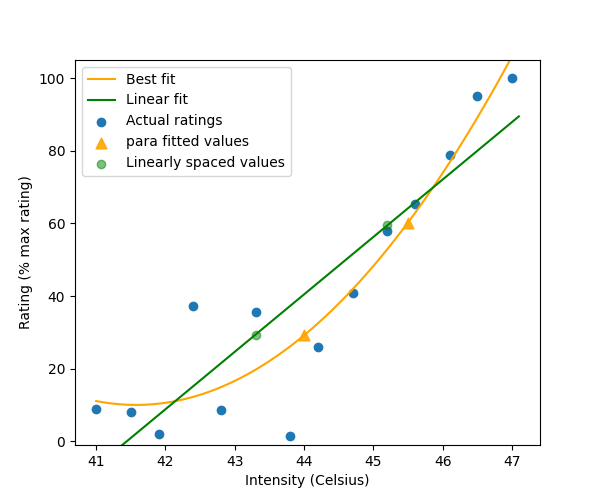 Best fit
Linear fit
Actual ratings
para fitted values
Linearly spaced values
100
80
60
40
20
0
Rating (% max rating)
41 42 43 44 45 46 47
Intensity (Celsius)